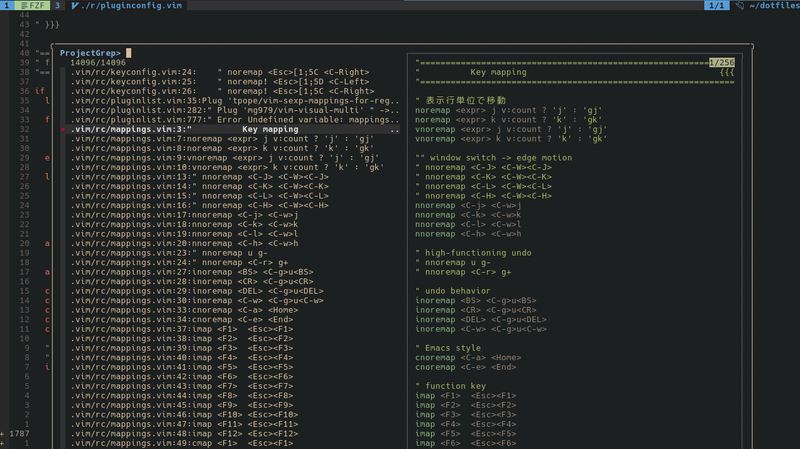 1 FZF 3 ./r/pluginconfig.vim 1/1 ~/dotfiles
44
43 " }}}
42
41
40 "==
39 " f
38 "==
37
36 if
35 l
34
33 f
32
31
30
29 e
28
27 l
26
25
24
23
22
21
20 a
19
18
17 a
16
15 c
14 c
13 c
12 c
11 c
10
9 "
8 "
7 i
6
5
4
3
2
1
+ 1787
+ 1
ProjectGrep>
14096/14096
.vim/rc/keyconfig.vim:24: " noremap <Esc>[1;5C <C-Right>
.vim/rc/keyconfig.vim:25: " noremap! <Esc>[1;5D <C-Left>
.vim/rc/keyconfig.vim:26: " noremap! <Esc>[1;5C <C-Right>
.vim/rc/pluginlist.vim:35:Plug 'tpope/vim-sexp-mappings-for-reg..
.vim/rc/pluginlist.vim:282:" Plug 'mg979/vim-visual-multi' " ->..
.vim/rc/pluginlist.vim:777:" Error Undefined variable: mappings..
.vim/rc/mappings.vim:3:" Key mapping ..
.vim/rc/mappings.vim:7:noremap <expr> j v:count ? 'j' : 'gj'
.vim/rc/mappings.vim:8:noremap <expr> k v:count ? 'k' : 'gk'
.vim/rc/mappings.vim:9:vnoremap <expr> j v:count ? 'j' : 'gj'
.vim/rc/mappings.vim:10:vnoremap <expr> k v:count ? 'k' : 'gk'
.vim/rc/mappings.vim:13:" nnoremap <C-J> <C-W><C-J>
.vim/rc/mappings.vim:14:" nnoremap <C-K> <C-W><C-K>
.vim/rc/mappings.vim:15:" nnoremap <C-L> <C-W><C-L>
.vim/rc/mappings.vim:16:" nnoremap <C-H> <C-W><C-H>
.vim/rc/mappings.vim:17:nnoremap <C-j> <C-w>j
.vim/rc/mappings.vim:18:nnoremap <C-k> <C-w>k
.vim/rc/mappings.vim:19:nnoremap <C-l> <C-w>l
.vim/rc/mappings.vim:20:nnoremap <C-h> <C-w>h
.vim/rc/mappings.vim:23:" nnoremap u g-
.vim/rc/mappings.vim:24:" nnoremap <C-r> g+
.vim/rc/mappings.vim:27:inoremap <BS> <C-g>u<BS>
.vim/rc/mappings.vim:28:inoremap <CR> <C-g>u<CR>
.vim/rc/mappings.vim:29:inoremap <DEL> <C-g>u<DEL>
.vim/rc/mappings.vim:30:inoremap <C-w> <C-g>u<C-w>
.vim/rc/mappings.vim:33:cnoremap <C-a> <Home>
.vim/rc/mappings.vim:34:cnoremap <C-e> <End>
.vim/rc/mappings.vim:37:imap <F1> <Esc><F1>
.vim/rc/mappings.vim:38:imap <F2> <Esc><F2>
.vim/rc/mappings.vim:39:imap <F3> <Esc><F3>
.vim/rc/mappings.vim:40:imap <F4> <Esc><F4>
.vim/rc/mappings.vim:41:imap <F5> <Esc><F5>
.vim/rc/mappings.vim:42:imap <F6> <Esc><F6>
.vim/rc/mappings.vim:43:imap <F7> <Esc><F7>
.vim/rc/mappings.vim:44:imap <F8> <Esc><F8>
.vim/rc/mappings.vim:45:imap <F9> <Esc><F9>
.vim/rc/mappings.vim:46:imap <F10> <Esc><F10>
.vim/rc/mappings.vim:47:imap <F11> <Esc><F11>
.vim/rc/mappings.vim:48:imap <F12> <Esc><F12>
.vim/rc/mappings.vim:49:cmap <F1> <Esc><F1>
"========================================================== 1/256
" Key mapping {{{
"===============================================================
" 表示行単位で移動
noremap <expr> j v:count ? 'j' : 'gj'
noremap <expr> k v:count ? 'k' : 'gk'
vnoremap <expr> j v:count ? 'j' : 'gj'
vnoremap <expr> k v:count ? 'k' : 'gk'
"" window switch -> edge motion
" nnoremap <C-J> <C-W><C-J>
" nnoremap <C-K> <C-W><C-K>
" nnoremap <C-L> <C-W><C-L>
" nnoremap <C-H> <C-W><C-H>
nnoremap <C-j> <C-w>j
nnoremap <C-k> <C-w>k
nnoremap <C-l> <C-w>l
nnoremap <C-h> <C-w>h
" high-functioning undo
" nnoremap u g-
" nnoremap <C-r> g+
" undo behavior
inoremap <BS> <C-g>u<BS>
inoremap <CR> <C-g>u<CR>
inoremap <DEL> <C-g>u<DEL>
inoremap <C-w> <C-g>u<C-w>
" Emacs style
cnoremap <C-a> <Home>
cnoremap <C-e> <End>
" function key
imap <F1> <Esc><F1>
imap <F2> <Esc><F2>
imap <F3> <Esc><F3>
imap <F4> <Esc><F4>
imap <F5> <Esc><F5>
imap <F6> <Esc><F6>